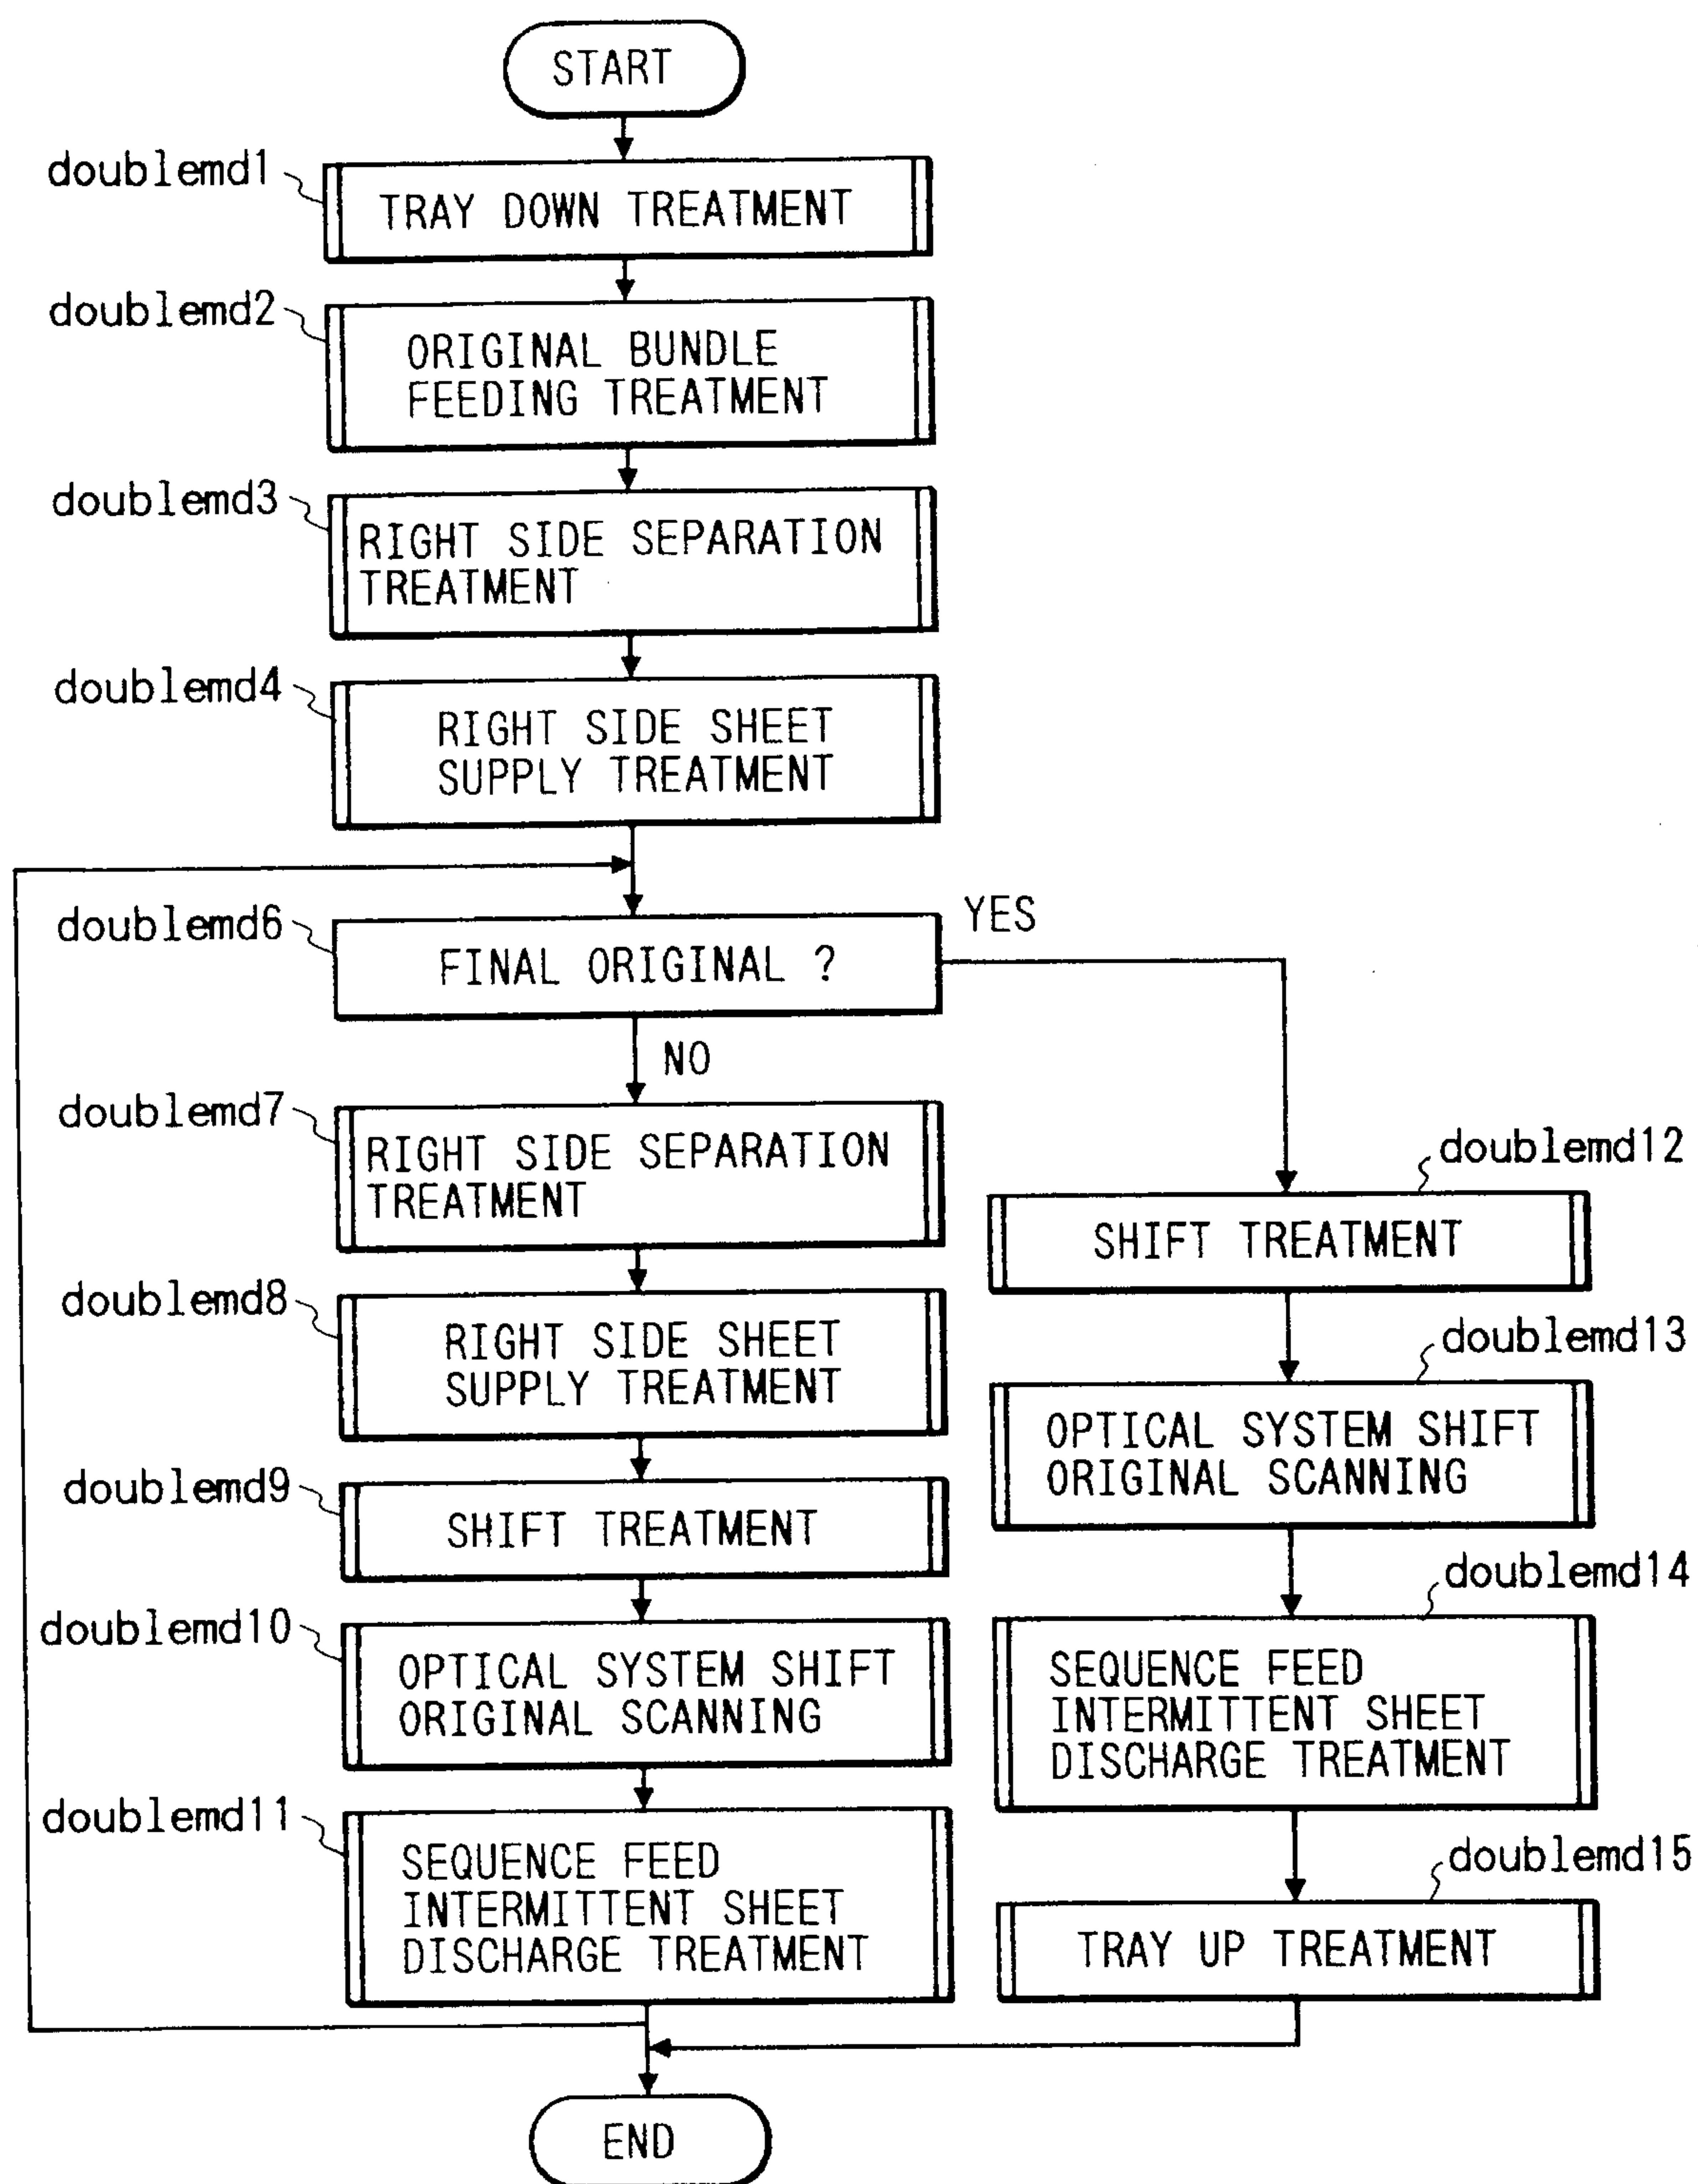 START
doublemd1
TRAY DOWN TREATMENT
doublemd2
ORIGINAL BUNDLE
FEEDING TREATMENT
doublemd3
RIGHT SIDE SEPARATION
TREATMENT
doublemd4
RIGHT SIDE SHEET
SUPPLY TREATMENT
doublemd6
FINAL ORIGINAL ?
YES
NO
doublemd7
RIGHT SIDE SEPARATION
TREATMENT
doublemd8
RIGHT SIDE SHEET
SUPPLY TREATMENT
doublemd9
SHIFT TREATMENT
doublemd10
OPTICAL SYSTEM SHIFT
ORIGINAL SCANNING
doublemd11
SEQUENCE FEED
INTERMITTENT SHEET
DISCHARGE TREATMENT
doublemd12
SHIFT TREATMENT
doublemd13
OPTICAL SYSTEM SHIFT
ORIGINAL SCANNING
doublemd14
SEQUENCE FEED
INTERMITTENT SHEET
DISCHARGE TREATMENT
doublemd15
TRAY UP TREATMENT
END